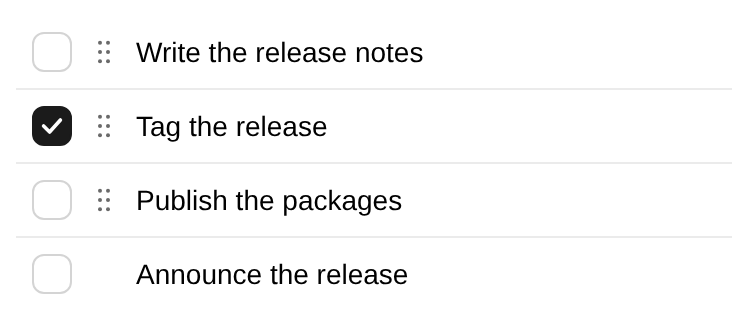 Write the release notes
Tag the release
Publish the packages
Announce the release